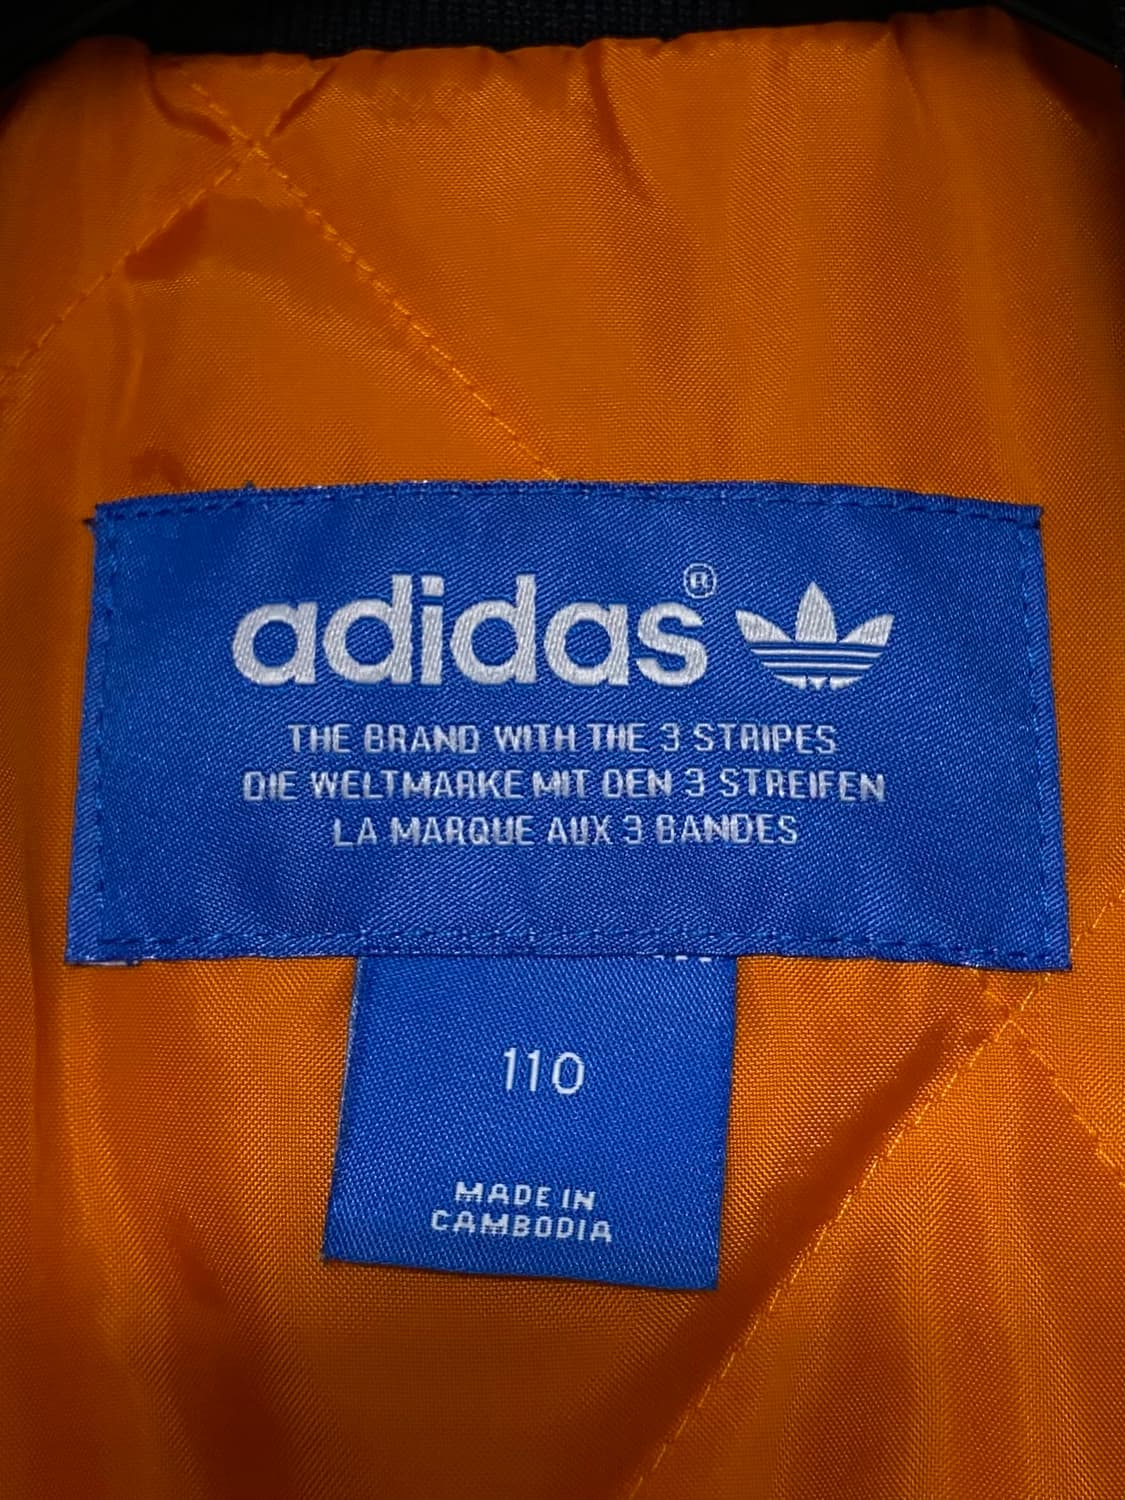 adidas®
THE BRAND WITH THE 3 STRIPES
DIE WELTMARKE MIT DEN 3 STREIFEN
LA MARQUE AUX 3 BANDES
110
MADE IN
CAMBODIA